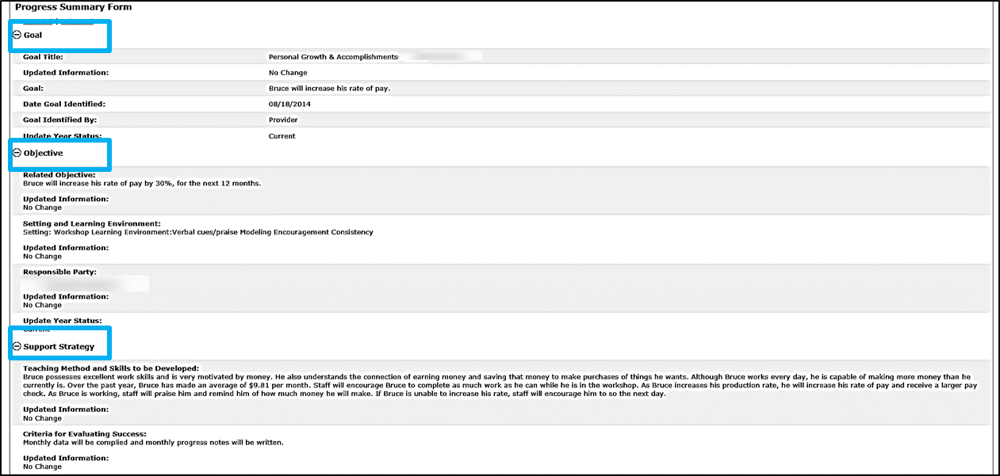 Progress Summary Form
Goal
Goal Title: Personal Growth & Accomplishments
Updated Information: No Change
Goal: Bruce will increase his rate of pay.
Date Goal Identified: 08/18/2014
Goal Identified By: Provider
Update Year Status: Current
Objective
Related Objective:
Bruce will increase his rate of pay by 30%, for the next 12 months.
Updated Information:
No Change
Setting and Learning Environment:
Setting: Workshop Learning Environment:Verbal cues/praise Modeling Encouragement Consistency
Updated Information:
No Change
Responsible Party:
Updated Information:
No Change
Update Year Status:
Current
Support Strategy
Teaching Method and Skills to be Developed:
Bruce possesses excellent work skills and is very motivated by money. He also understands the connection of earning money and saving that money to make purchases of things he wants. Although Bruce works every day, he is capable of making more money than he
currently is. Over the past year, Bruce has made an average of $9.81 per month. Staff will encourage Bruce to complete as much work as he can while he is in the workshop. As Bruce increases his production rate, he will increase his rate of pay and receive a larger pay
check. As Bruce is working, staff will praise him and remind him of how much money he will make. If Bruce is unable to increase his rate, staff will encourage him to so the next day.
Updated Information:
No Change
Criteria for Evaluating Success:
Monthly data will be complied and monthly progress notes will be written.
Updated Information:
No Change